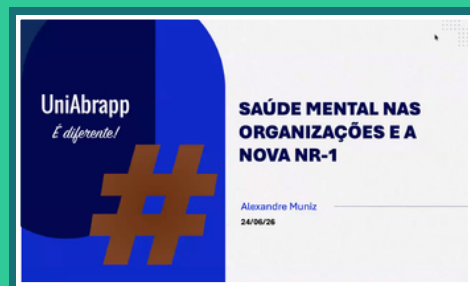 UniAbrapp
É diferente!
#
SAÚDE MENTAL NAS
ORGANIZAÇÕES E A
NOVA NR-1
Alexandre Muniz
24/06/26